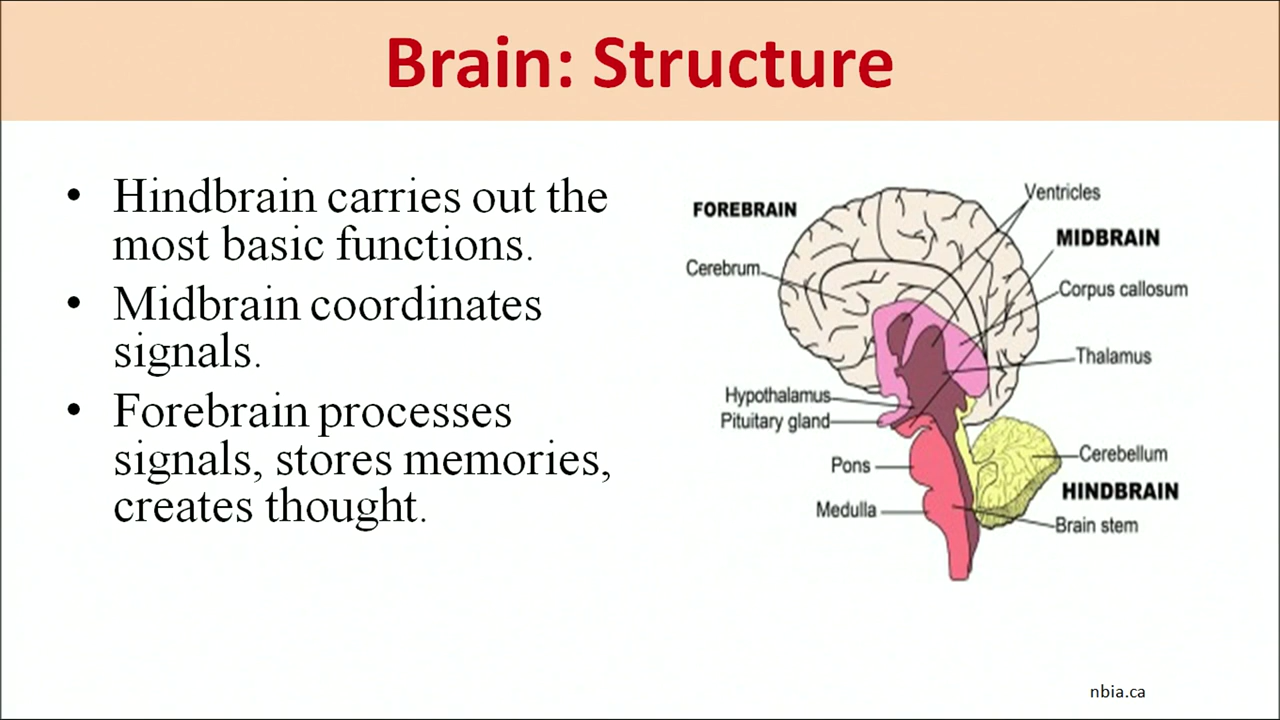 Brain: Structure
• Hindbrain carries out the
most basic functions.
• Midbrain coordinates
signals.
• Forebrain processes
signals, stores memories,
creates thought.
FOREBRAIN
Ventricles
MIDBRAIN
Cerebrum
Corpus callosum
Thalamus
Hypothalamus
Pituitary gland
Pons
Cerebellum
HINDBRAIN
Medulla
Brain stem
nbia.ca